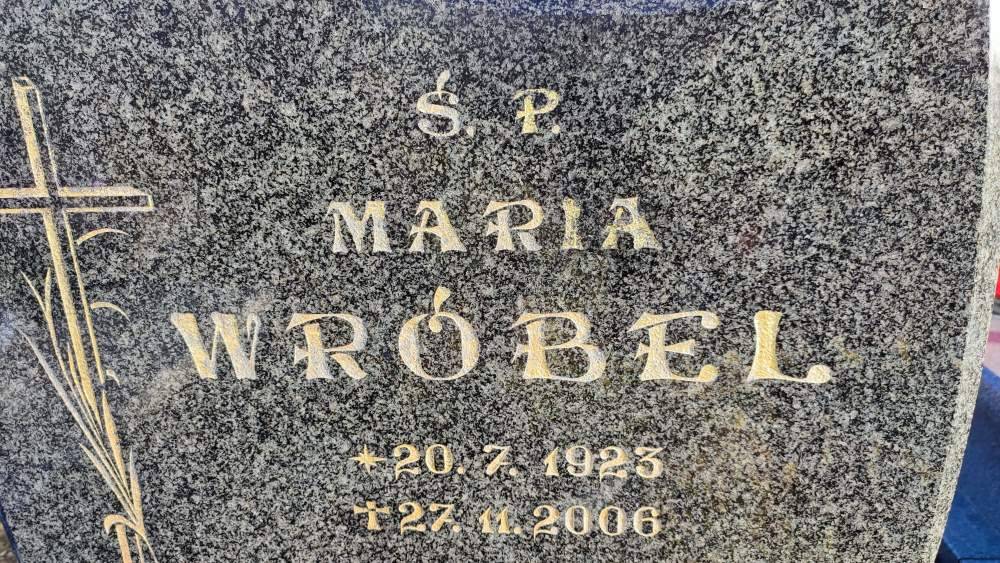 Ś. P.
MARIA
WRÓBEL
*20. 7. 1923
†27. 11. 2006